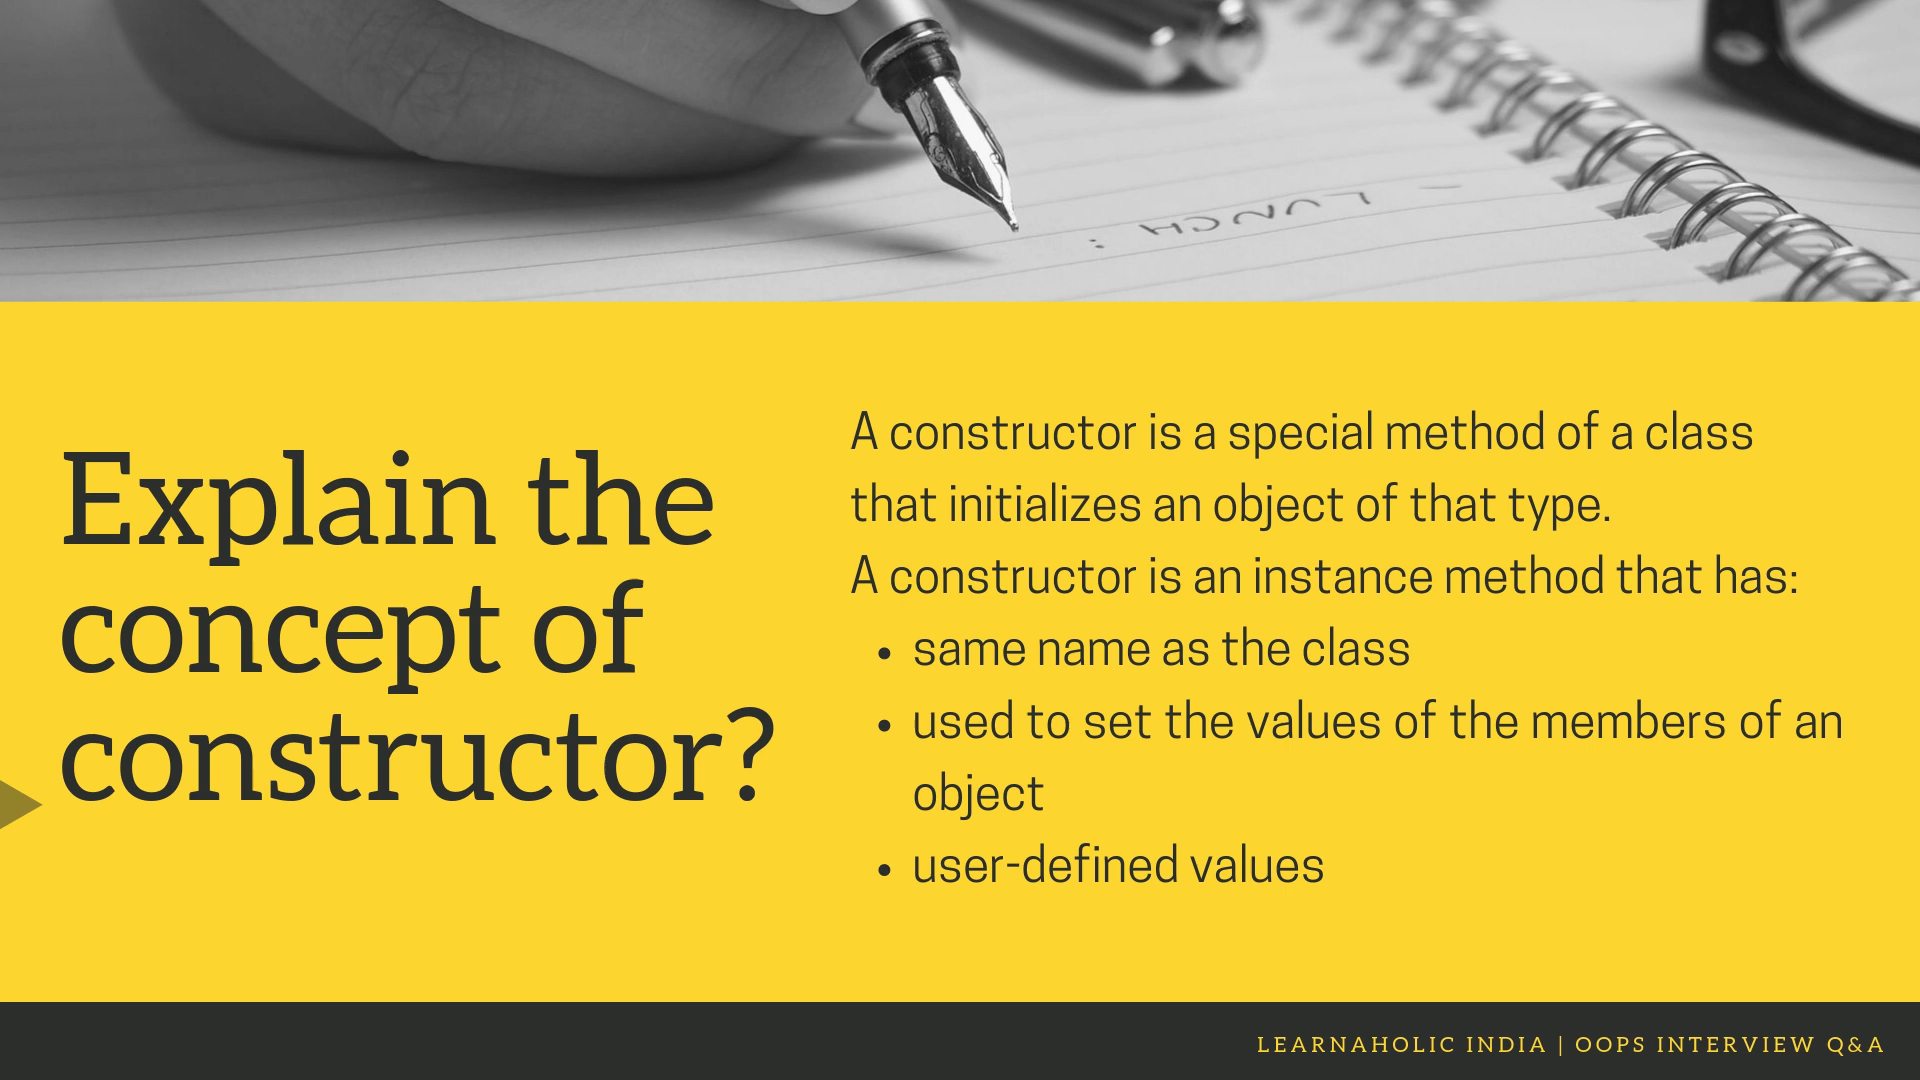 - LUNCH :
Explain the
concept of
constructor?
A constructor is a special method of a class
that initializes an object of that type.
A constructor is an instance method that has:
• same name as the class
• used to set the values of the members of an
object
• user-defined values
LEARNAHOLIC INDIA | OOPS INTERVIEW Q&A